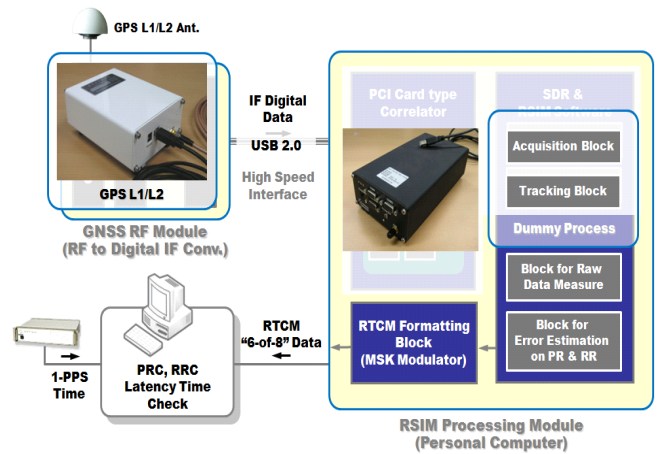 GPS L1/L2 Ant.
GPS L1/L2
GNSS RF Module
(RF to Digital IF Conv.)
IF Digital
Data
USB 2.0
High Speed
Interface
PCI Card type
Correlator
SDR &
RSIM Software
Acquisition Block
Tracking Block
Dummy Process
Block for Raw
Data Measure
Block for
Error Estimation
on PR & RR
RTCM Formatting
Block
(MSK Modulator)
RTCM
“6-of-8” Data
1-PPS
Time
PRC, RRC
Latency Time
Check
RSIM Processing Module
(Personal Computer)